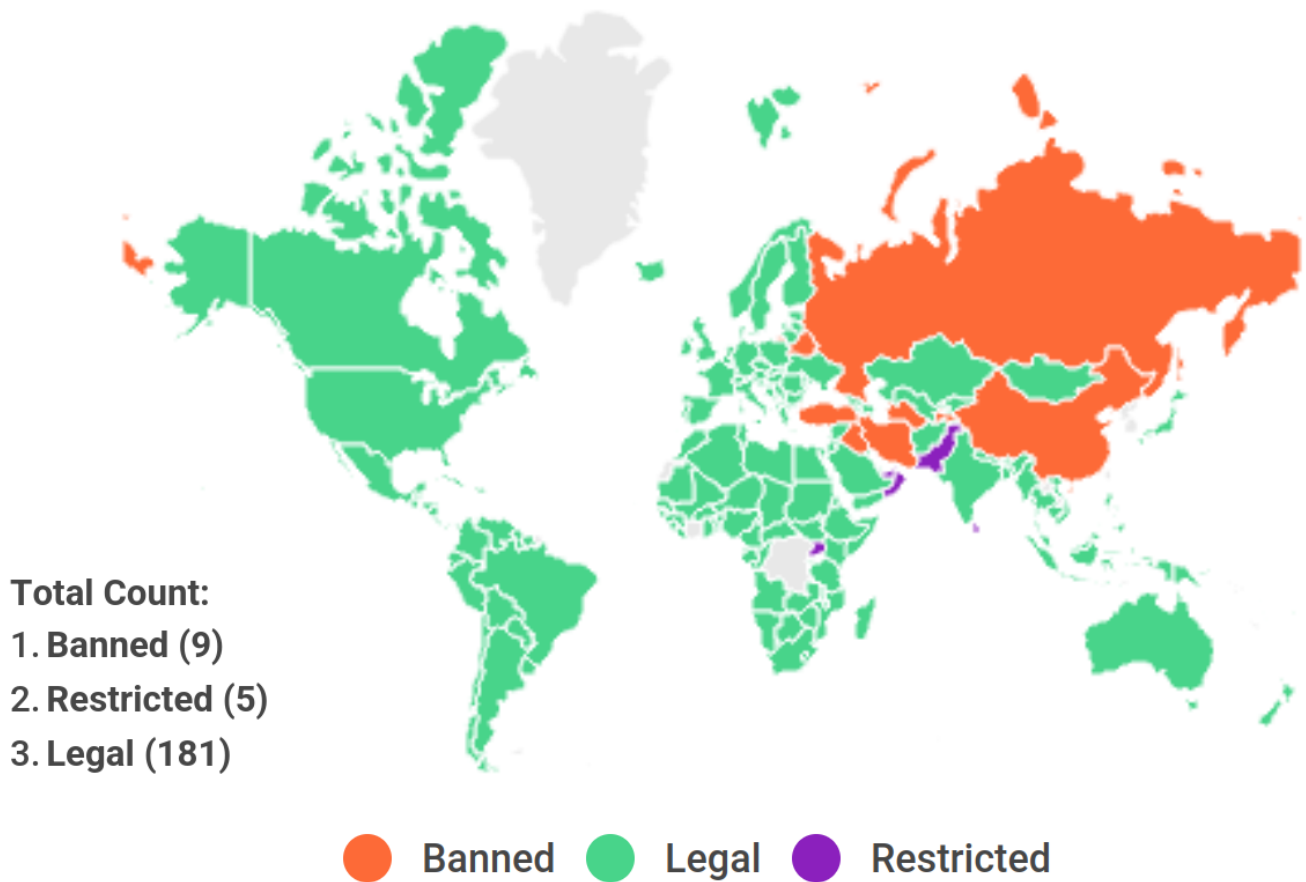 Total Count:
1. Banned (9)
2. Restricted (5)
3. Legal (181)
Banned Legal Restricted